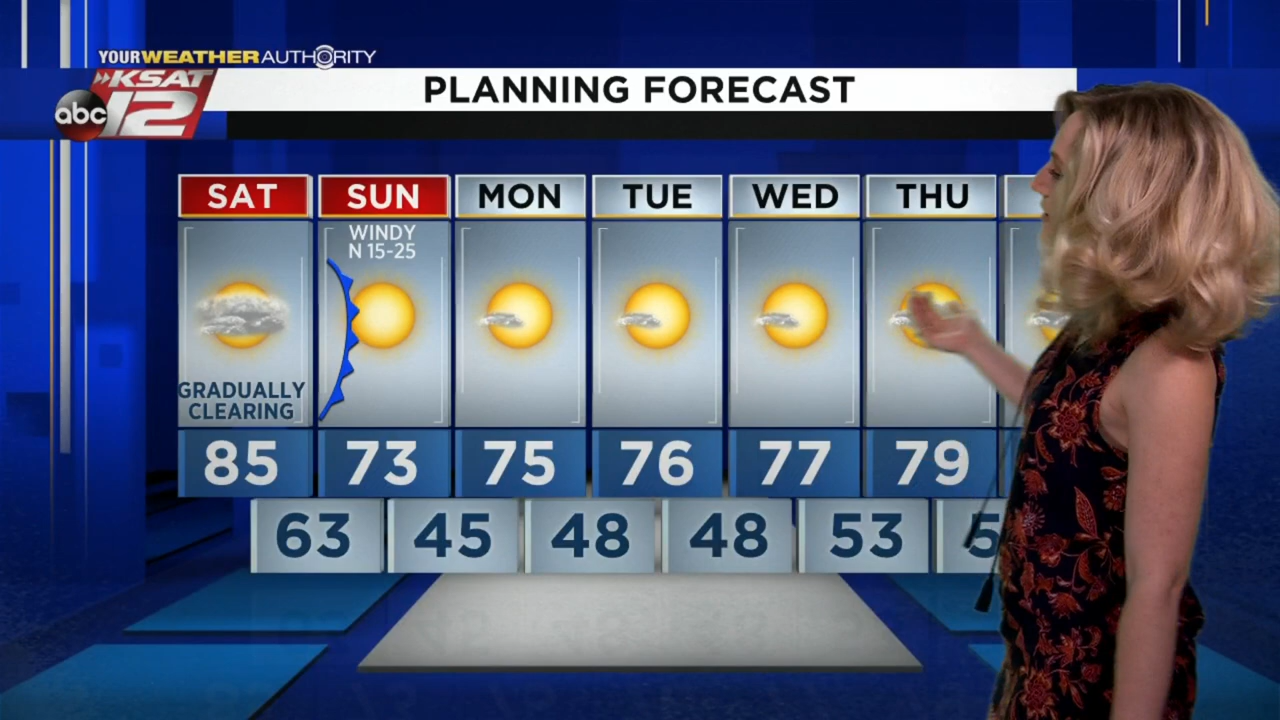 YOURWEATHERAUTHORITY
KSAT
abc 12
PLANNING FORECAST
SAT SUN MON TUE WED THU
WINDY
N 15-25
GRADUALLY
CLEARING
85 73 75 76 77 79
63 45 48 48 53